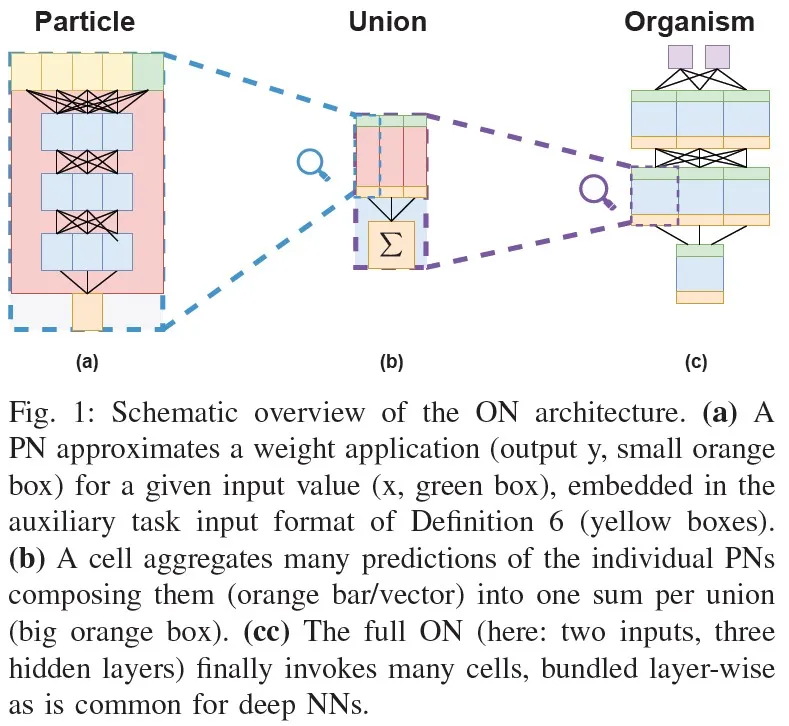 Particle
Union
Organism
Σ
(a)
(b)
(c)
Fig. 1: Schematic overview of the ON architecture. (a) A
PN approximates a weight application (output y, small orange
box) for a given input value (x, green box), embedded in the
auxiliary task input format of Definition 6 (yellow boxes).
(b) A cell aggregates many predictions of the individual PNs
composing them (orange bar/vector) into one sum per union
(big orange box). (cc) The full ON (here: two inputs, three
hidden layers) finally invokes many cells, bundled layer-wise
as is common for deep NNs.